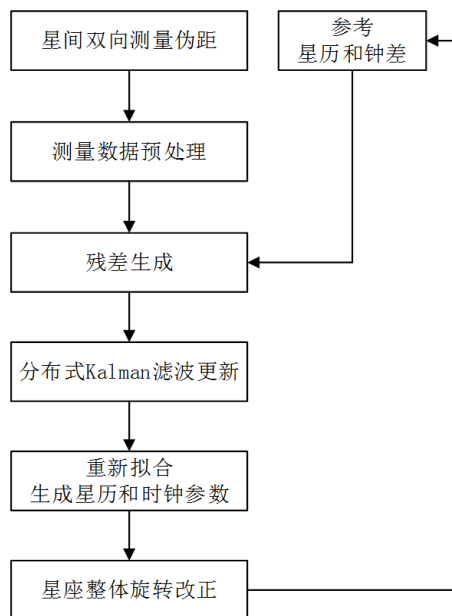 星间双向测量伪距
参考
星历和钟差
测量数据预处理
残差生成
分布式Kalman滤波更新
重新拟合
生成星历和时钟参数
星座整体旋转改正